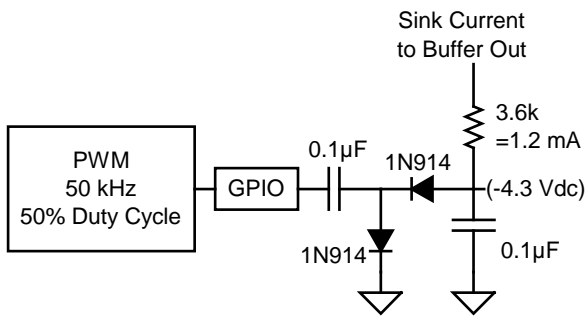 Sink Current
to Buffer Out
3.6k
=1.2 mA
PWM
50 kHz
50% Duty Cycle
GPIO
0.1µF
1N914
(-4.3 Vdc)
1N914
0.1µF